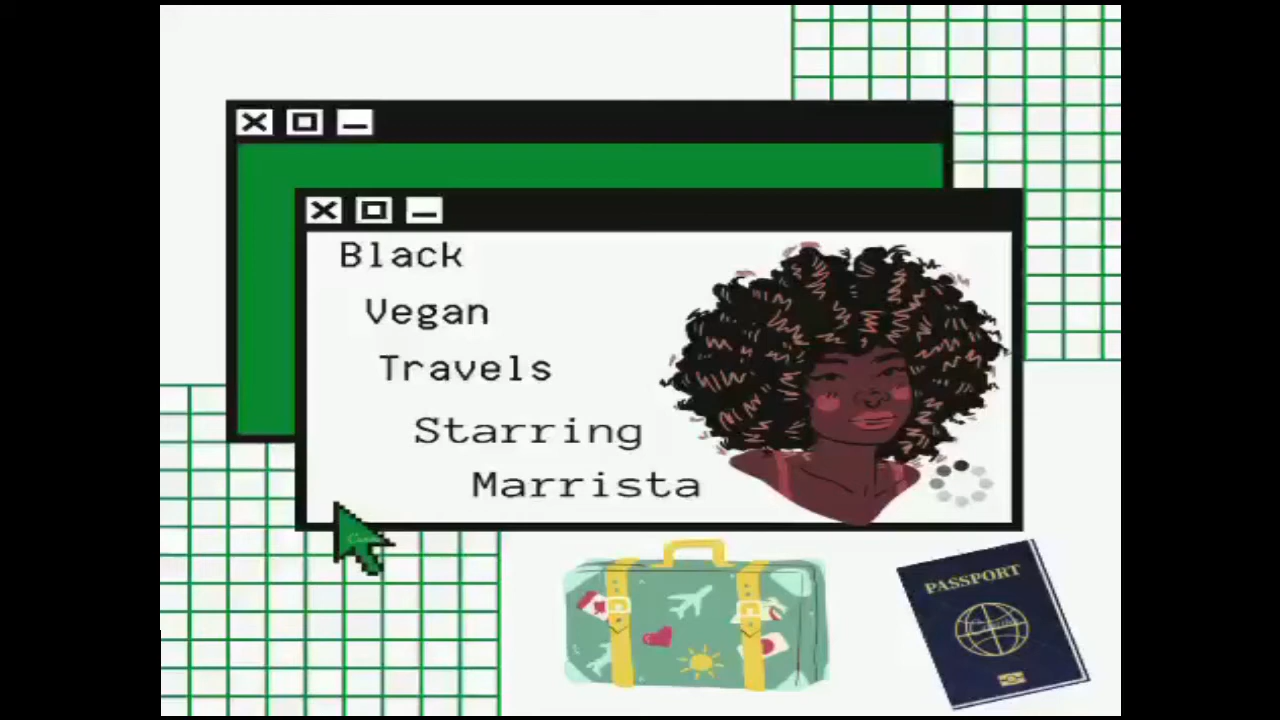 Black
Vegan
Travels
Starring
Marrista
PASSPORT